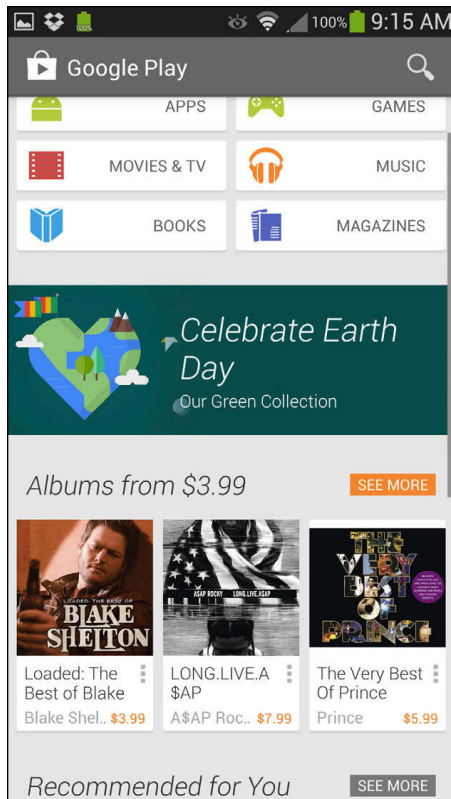 100% 9:15 AM
Google Play
APPS
GAMES
MOVIES & TV
MUSIC
BOOKS
MAGAZINES
Celebrate Earth
Day
Our Green Collection
Albums from $3.99
SEE MORE
LOADED: THE BEST OF
BLAKE
SHELTON
A$AP ROCKY LONG.LIVE.A$AP
THE
VERY
BEST
OF
PRINCE
Loaded: The
Best of Blake
Blake Shel.. $3.99
LONG.LIVE.A
$AP
A$AP Roc.. $7.99
The Very Best
Of Prince
Prince $5.99
Recommended for You
SEE MORE